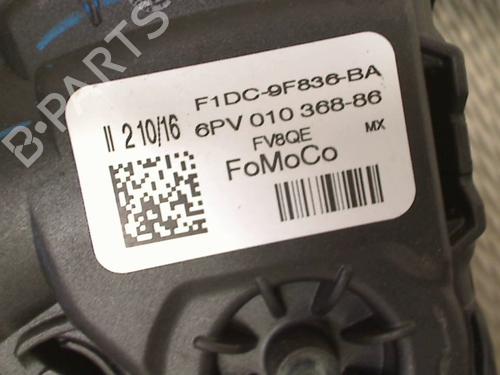 B-PARTS
F1DC-9F836-BA
II 2 10/16 6PV 010 368-86
FV8QE MX
FoMoCo